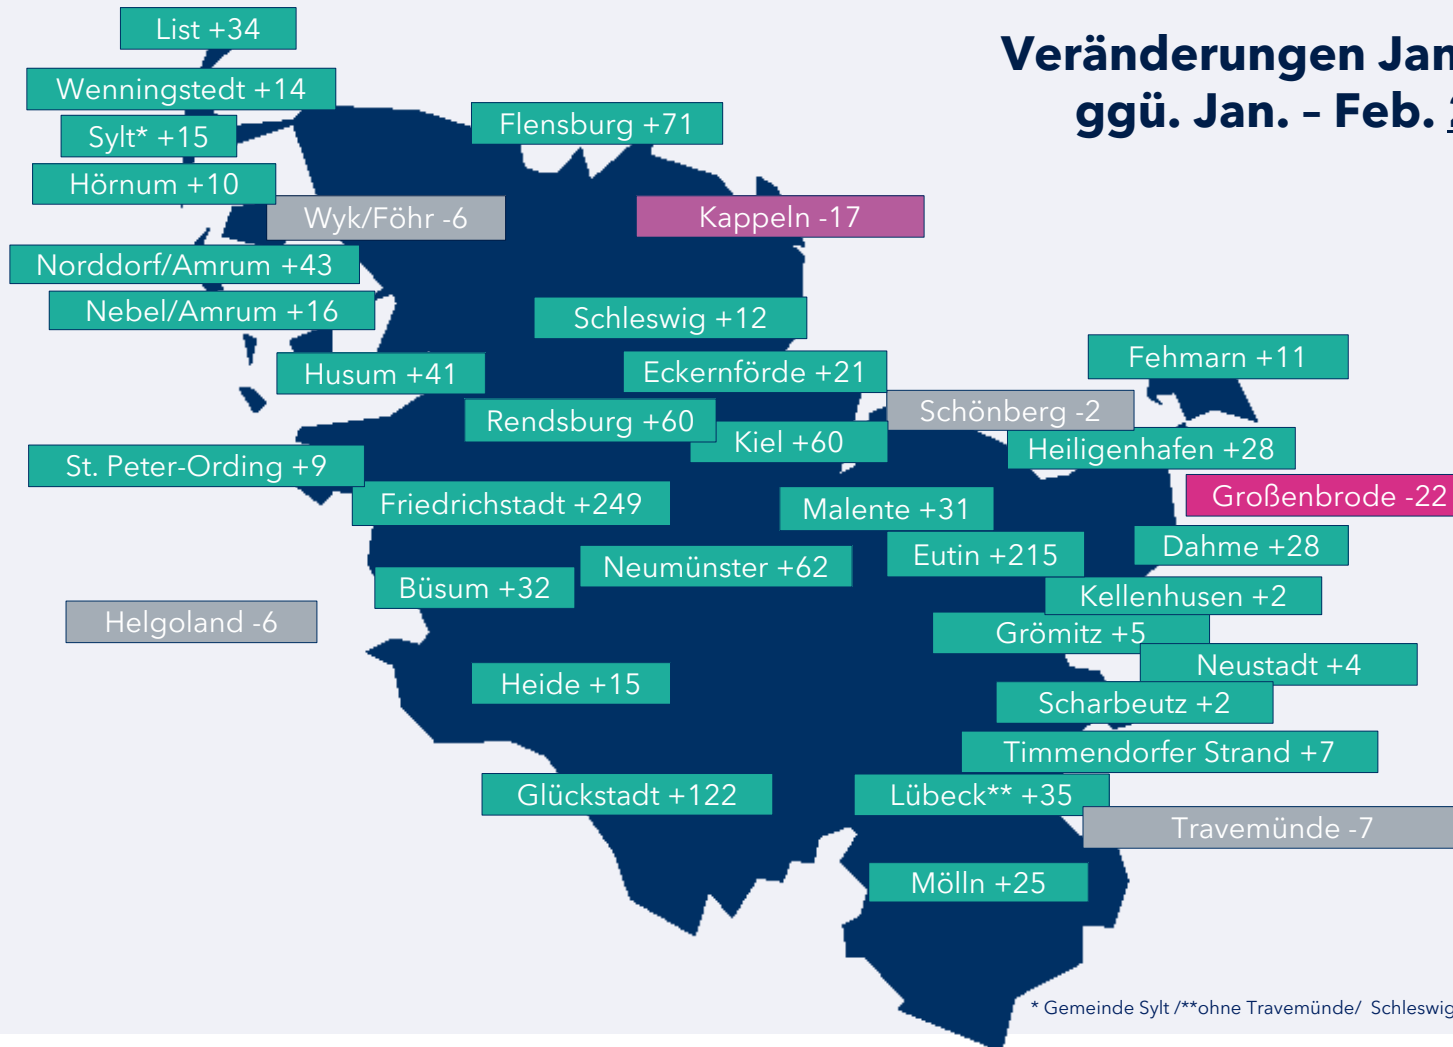 Veränderungen Jan
ggü. Jan. – Feb.
List +34
Wenningstedt +14
Sylt* +15
Hörnum +10
Flensburg +71
Wyk/Föhr -6
Kappeln -17
Norddorf/Amrum +43
Nebel/Amrum +16
Schleswig +12
Husum +41
Eckernförde +21
Fehmarn +11
Rendsburg +60
Kiel +60
Schönberg -2
Heiligenhafen +28
St. Peter-Ording +9
Friedrichstadt +249
Malente +31
Großenbrode -22
Büsum +32
Neumünster +62
Eutin +215
Dahme +28
Kellenhusen +2
Helgoland -6
Grömitz +5
Neustadt +4
Heide +15
Scharbeutz +2
Timmendorfer Strand +7
Glückstadt +122
Lübeck** +35
Travemünde -7
Mölln +25
* Gemeinde Sylt /**ohne Travemünde/ Schleswig